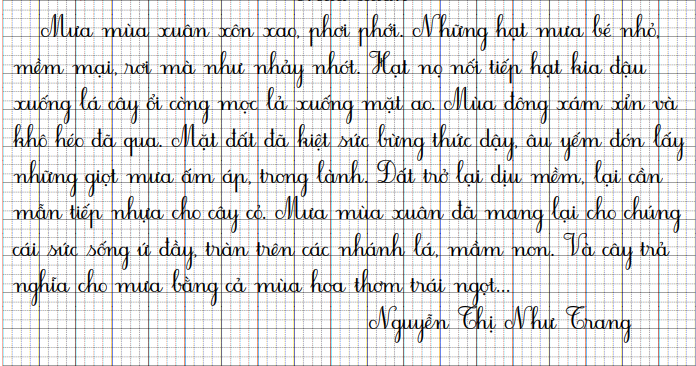 Mưa mùa xuân xôn xao, phơi phới. Những hạt mưa bé nhỏ,
mềm mại, rơi mà như nhảy nhót. Hạt nọ nối tiếp hạt kia đậu
xuống lá cây ổi còng mọc lả xuống mặt ao. Mùa đông xám xỉn và
khô héo đã qua. Mặt đất đã kiệt sức bừng thức dậy, âu yếm đón lấy
những giọt mưa ấm áp, trong lành. Đất trở lại dịu mềm, lại cần
mẫn tiếp nhựa cho cây cỏ. Mưa mùa xuân đã mang lại cho chúng
cái sức sống ứ đầy, tràn trên các nhánh lá, mầm non. Và cây trả
nghĩa cho mưa bằng cả mùa hoa thơm trái ngọt...
Nguyễn Thị Như Trang